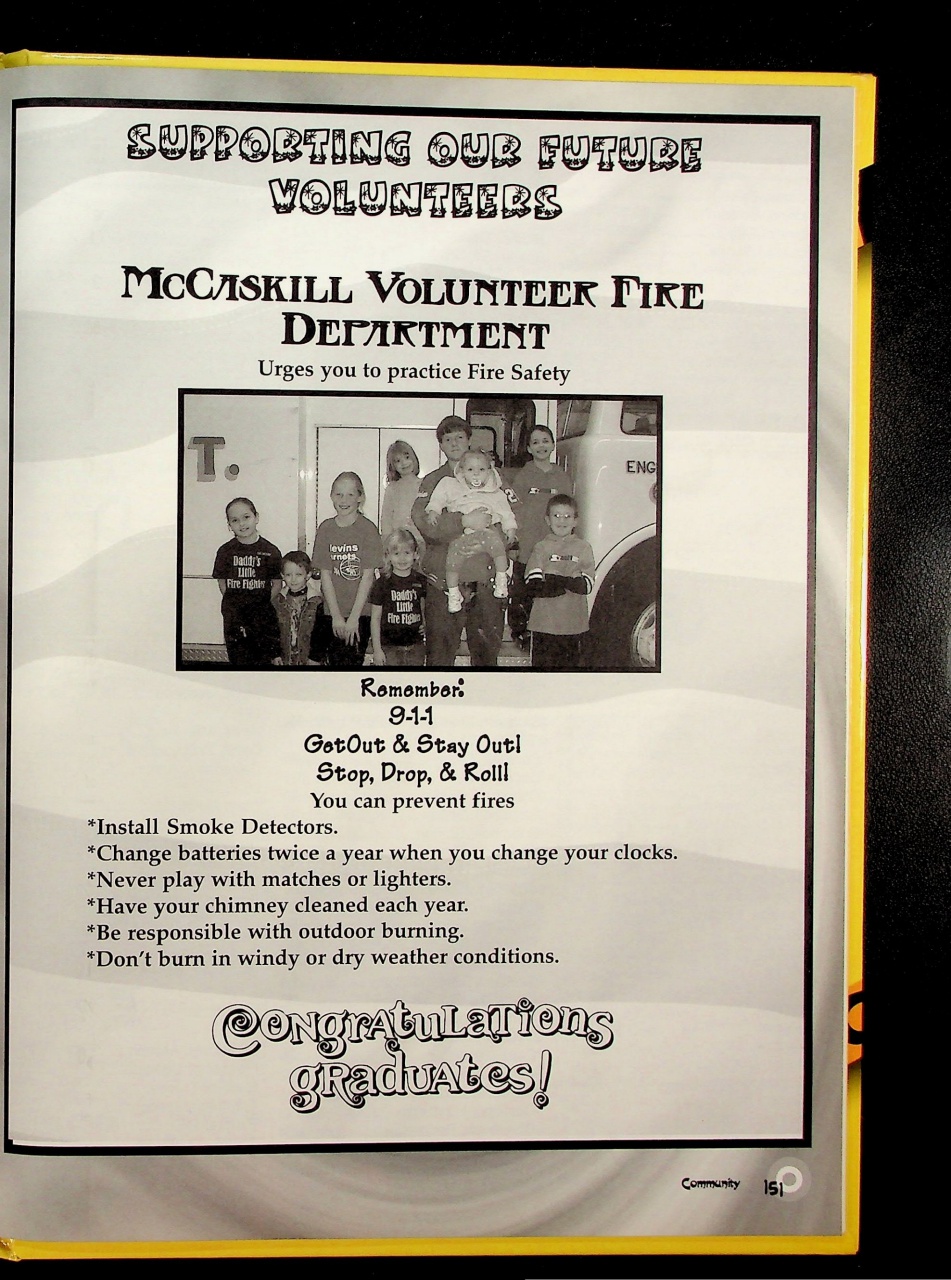 SUPPORTING OUR FUTURE
VOLUNTEERS
McCASKILL VOLUNTEER FIRE
DEPARTMENT
Urges you to practice Fire Safety
T.
ENG
2
evins
rnets
Daddy's
Little
Fire Fighter
Daddy's
Little
Fire Fighte
Remember:
9-1-1
GetOut & Stay Out!
Stop, Drop, & Roll!
You can prevent fires
*Install Smoke Detectors.
*Change batteries twice a year when you change your clocks.
*Never play with matches or lighters.
*Have your chimney cleaned each year.
*Be responsible with outdoor burning.
*Don't burn in windy or dry weather conditions.
Congratulations
graduates!
Community 151